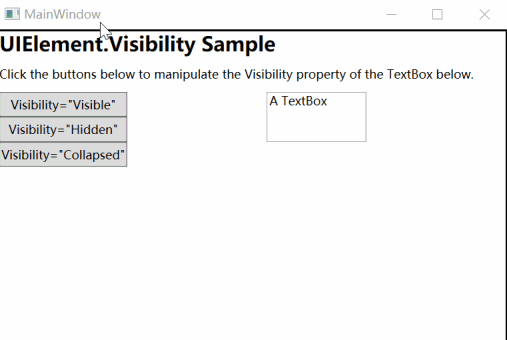 MainWindow
UIElement.Visibility Sample
Click the buttons below to manipulate the Visibility property of the TextBox below.
Visibility="Visible"
A TextBox
Visibility="Hidden"
Visibility="Collapsed"